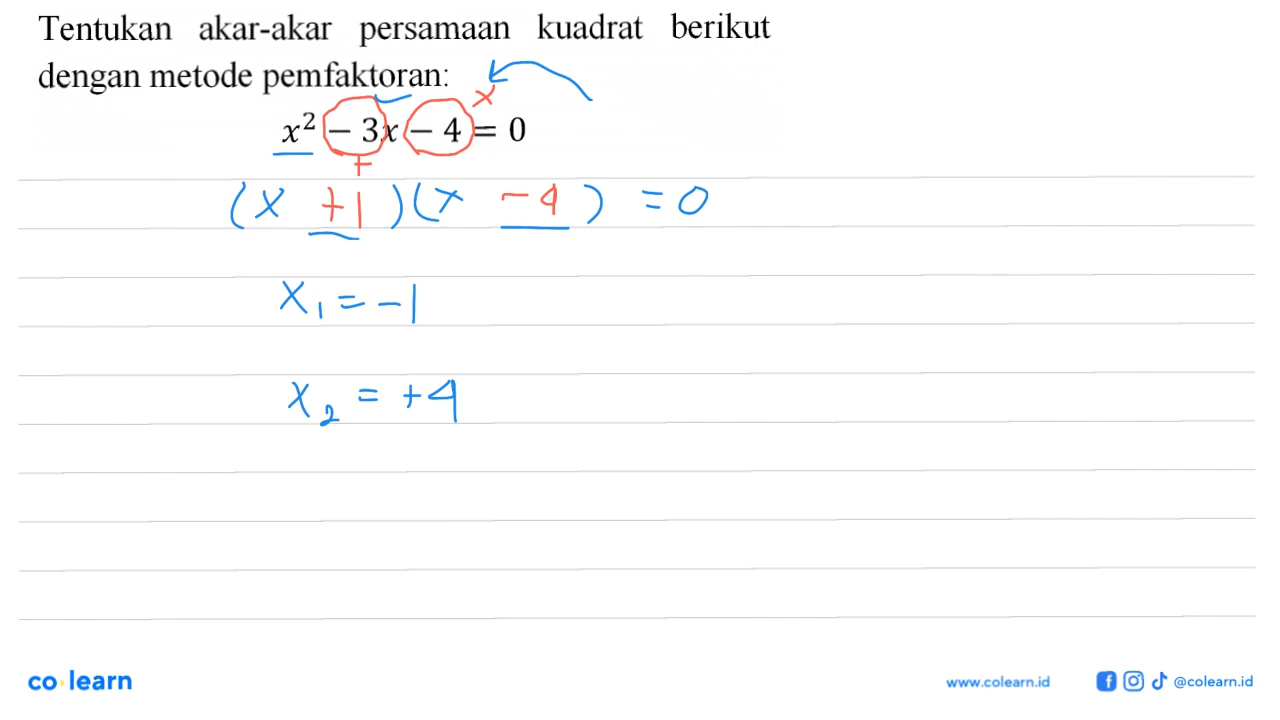 Tentukan akar-akar persamaan kuadrat berikut
dengan metode pemfaktoran:
×
x² − 3x − 4 = 0
+
(x +1)(x −4) = 0
x₁ = −1
x₂ = +4
co·learn
www.colearn.id
@colearn.id